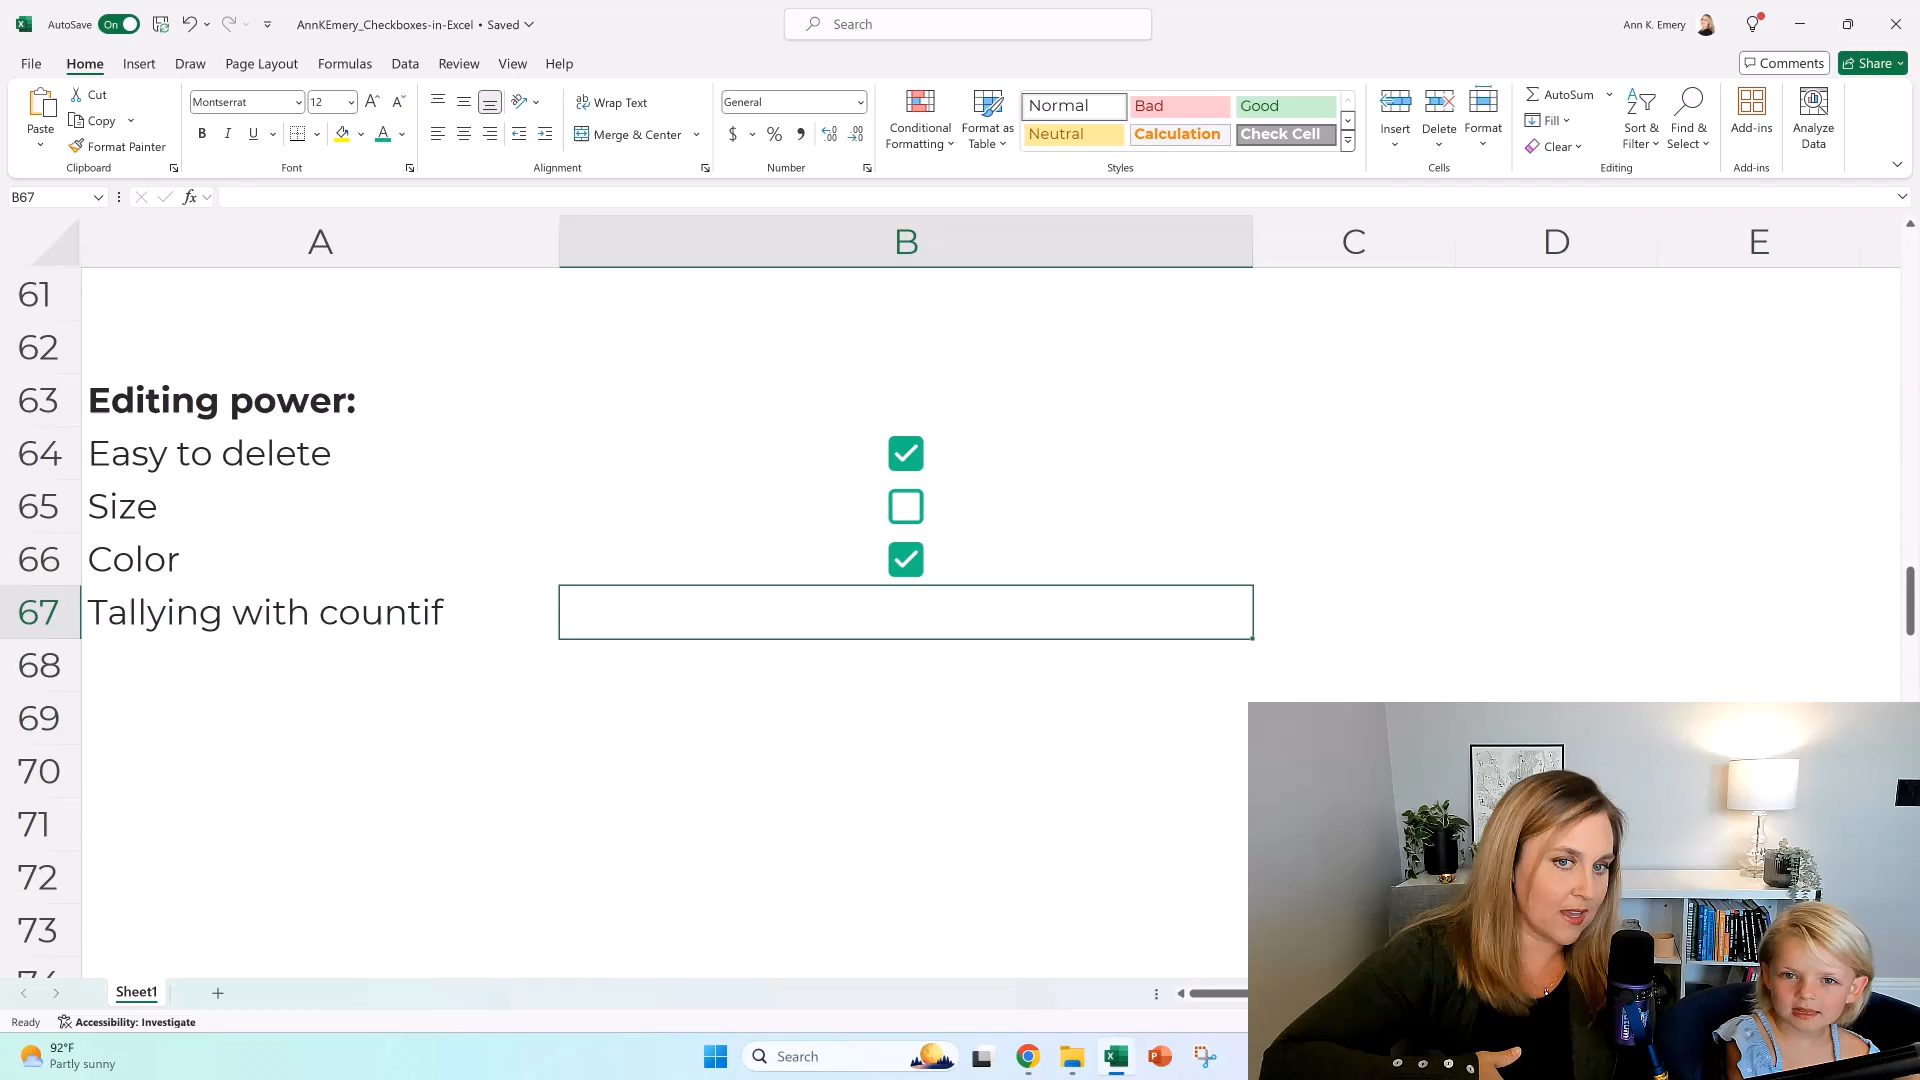 AutoSave On AnnKEmery_Checkboxes-in-Excel • Saved Search Ann K. Emery
File Home Insert Draw Page Layout Formulas Data Review View Help Comments Share
Paste
Cut
Copy
Format Painter
Clipboard
Montserrat 12
B I U A
Font
Wrap Text
Merge & Center
Alignment
General
$ % 9
Number
Conditional Formatting
Format as Table
Normal Bad Good
Neutral Calculation Check Cell
Styles
Insert Delete Format
Cells
AutoSum
Fill
Clear
Sort & Filter
Find & Select
Editing
Add-ins
Add-ins
Analyze Data
B67 fx
A B C D E
61
62
63 Editing power:
64 Easy to delete
65 Size
66 Color
67 Tallying with countif
68
69
70
71
72
73
74
Sheet1
Ready Accessibility: Investigate
92°F
Partly sunny
Search